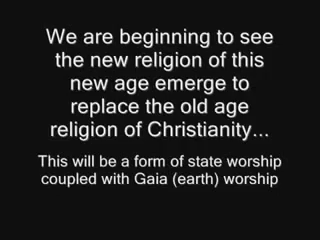 We are beginning to see
the new religion of this
new age emerge to
replace the old age
religion of Christianity...
This will be a form of state worship
coupled with Gaia (earth) worship